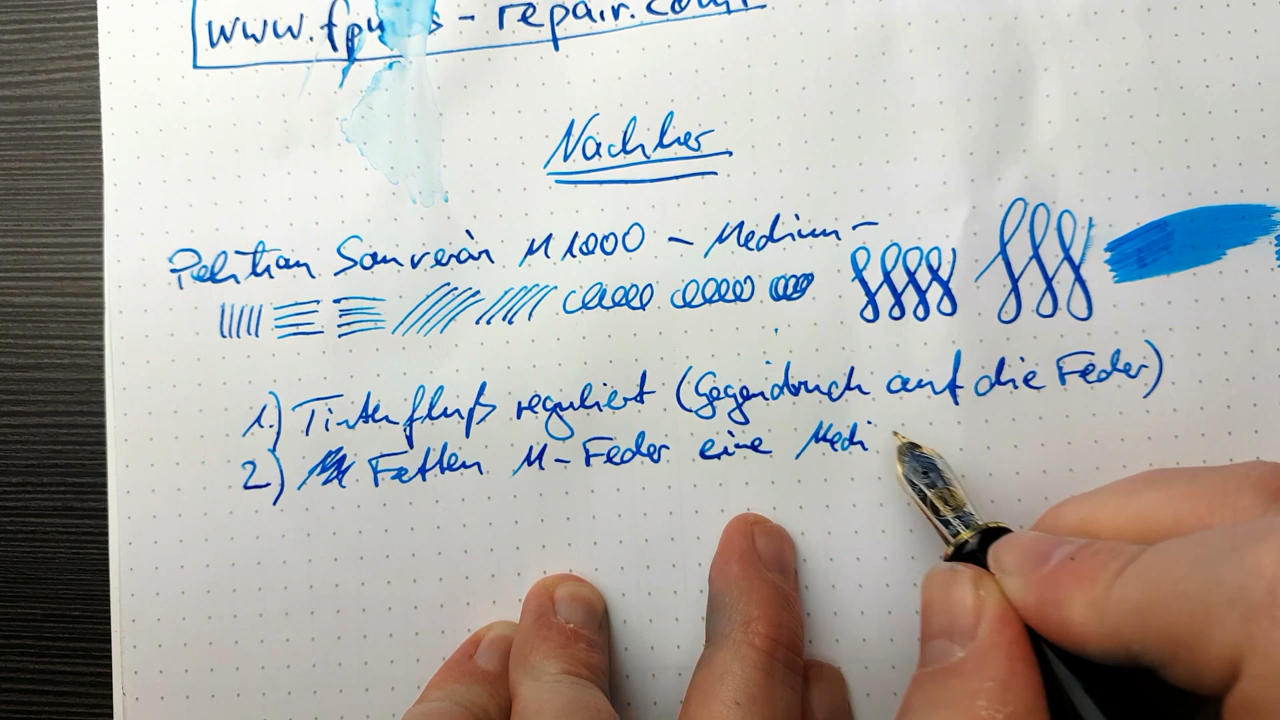 www. - repair.com
Nachher
Pelikan Souverän M1000 - Medium -
1.) Tintenfluß reguliert (Gegendruck auf die Feder)
2) Fetten M-Feder eine Medi